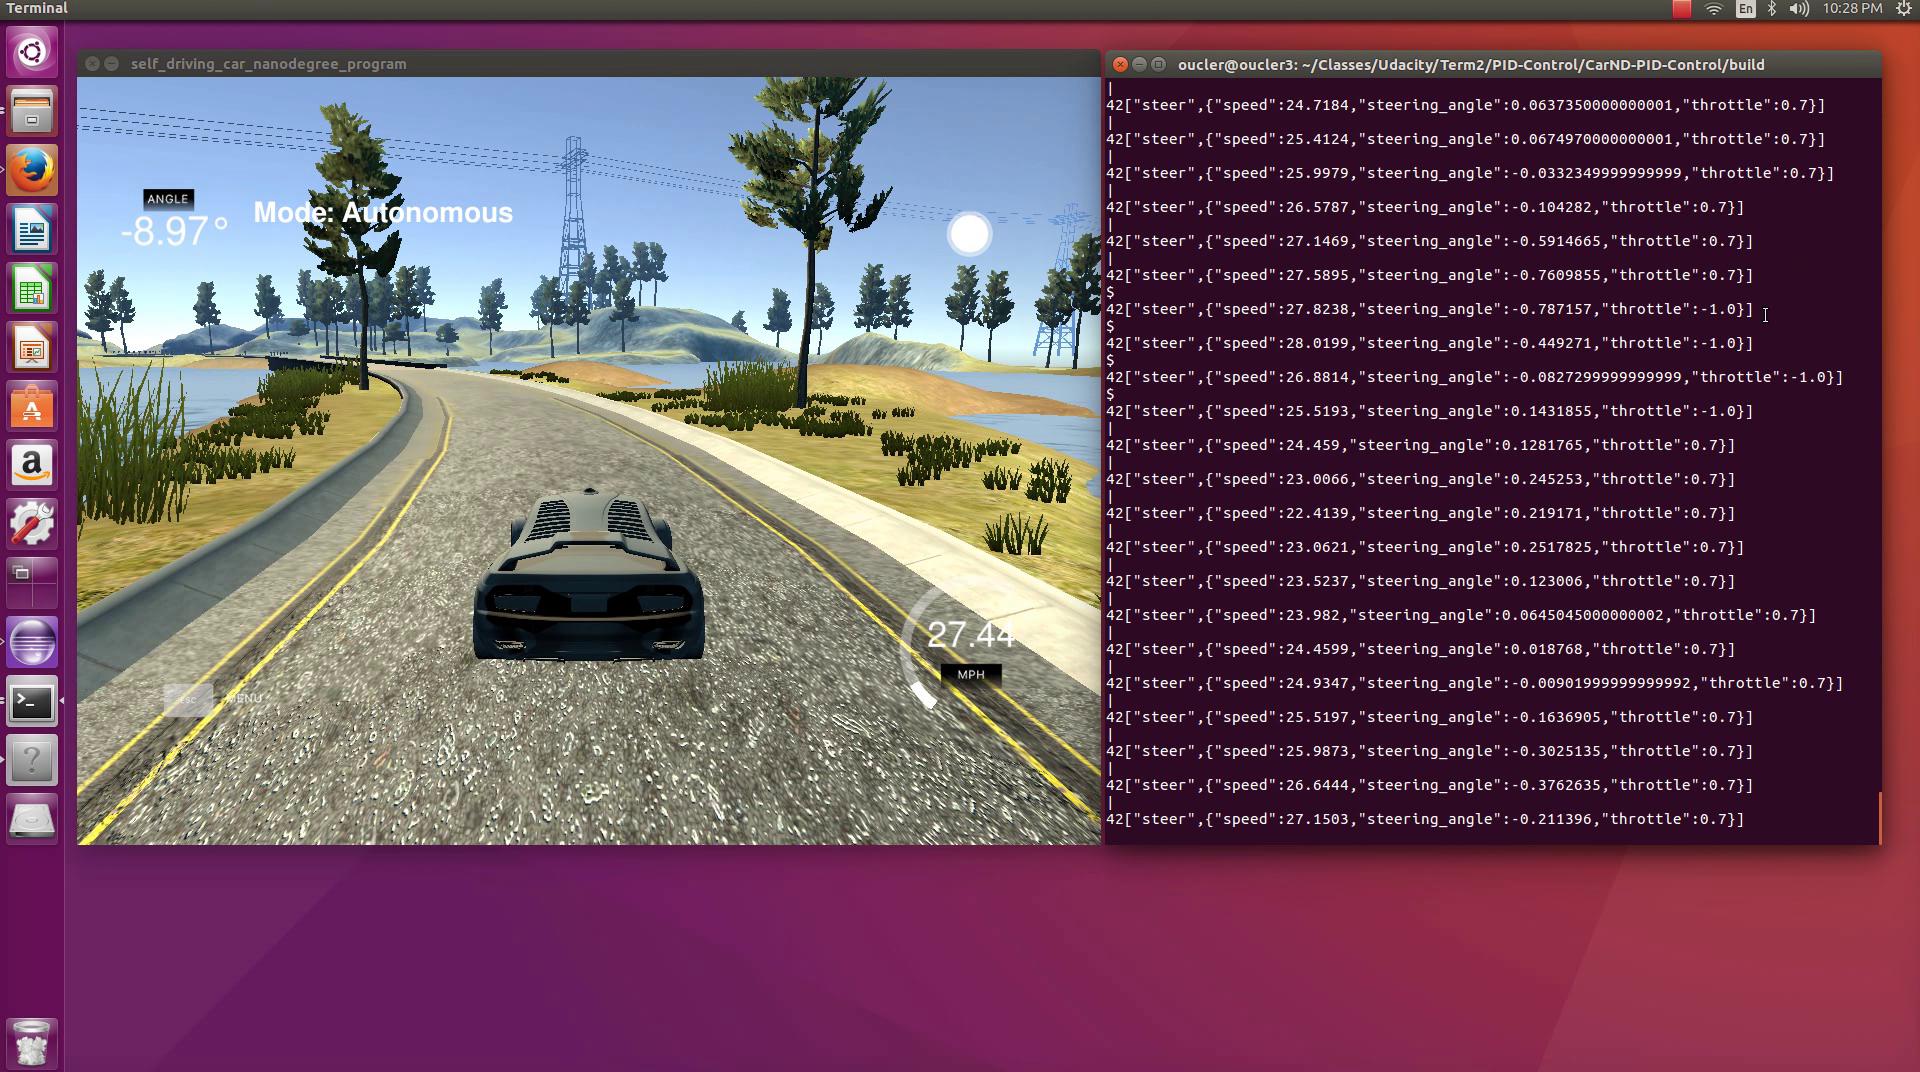 Terminal
En
10:28 PM
self_driving_car_nanodegree_program
ANGLE
-8.97°
Mode: Autonomous
27.44
MPH
ESC
MENU
a
oucler@oucler3: ~/Classes/Udacity/Term2/PID-Control/CarND-PID-Control/build
|
42["steer",{"speed":24.7184,"steering_angle":0.0637350000000001,"throttle":0.7}]
|
42["steer",{"speed":25.4124,"steering_angle":0.0674970000000001,"throttle":0.7}]
|
42["steer",{"speed":25.9979,"steering_angle":-0.0332349999999999,"throttle":0.7}]
|
42["steer",{"speed":26.5787,"steering_angle":-0.104282,"throttle":0.7}]
|
42["steer",{"speed":27.1469,"steering_angle":-0.5914665,"throttle":0.7}]
|
42["steer",{"speed":27.5895,"steering_angle":-0.7609855,"throttle":0.7}]
$
42["steer",{"speed":27.8238,"steering_angle":-0.787157,"throttle":-1.0}]
$
42["steer",{"speed":28.0199,"steering_angle":-0.449271,"throttle":-1.0}]
$
42["steer",{"speed":26.8814,"steering_angle":-0.0827299999999999,"throttle":-1.0}]
$
42["steer",{"speed":25.5193,"steering_angle":0.1431855,"throttle":-1.0}]
|
42["steer",{"speed":24.459,"steering_angle":0.1281765,"throttle":0.7}]
|
42["steer",{"speed":23.0066,"steering_angle":0.245253,"throttle":0.7}]
|
42["steer",{"speed":22.4139,"steering_angle":0.219171,"throttle":0.7}]
|
42["steer",{"speed":23.0621,"steering_angle":0.2517825,"throttle":0.7}]
|
42["steer",{"speed":23.5237,"steering_angle":0.123006,"throttle":0.7}]
|
42["steer",{"speed":23.982,"steering_angle":0.0645045000000002,"throttle":0.7}]
|
42["steer",{"speed":24.4599,"steering_angle":0.018768,"throttle":0.7}]
|
42["steer",{"speed":24.9347,"steering_angle":-0.00901999999999992,"throttle":0.7}]
|
42["steer",{"speed":25.5197,"steering_angle":-0.1636905,"throttle":0.7}]
|
42["steer",{"speed":25.9873,"steering_angle":-0.3025135,"throttle":0.7}]
|
42["steer",{"speed":26.6444,"steering_angle":-0.3762635,"throttle":0.7}]
|
42["steer",{"speed":27.1503,"steering_angle":-0.211396,"throttle":0.7}]